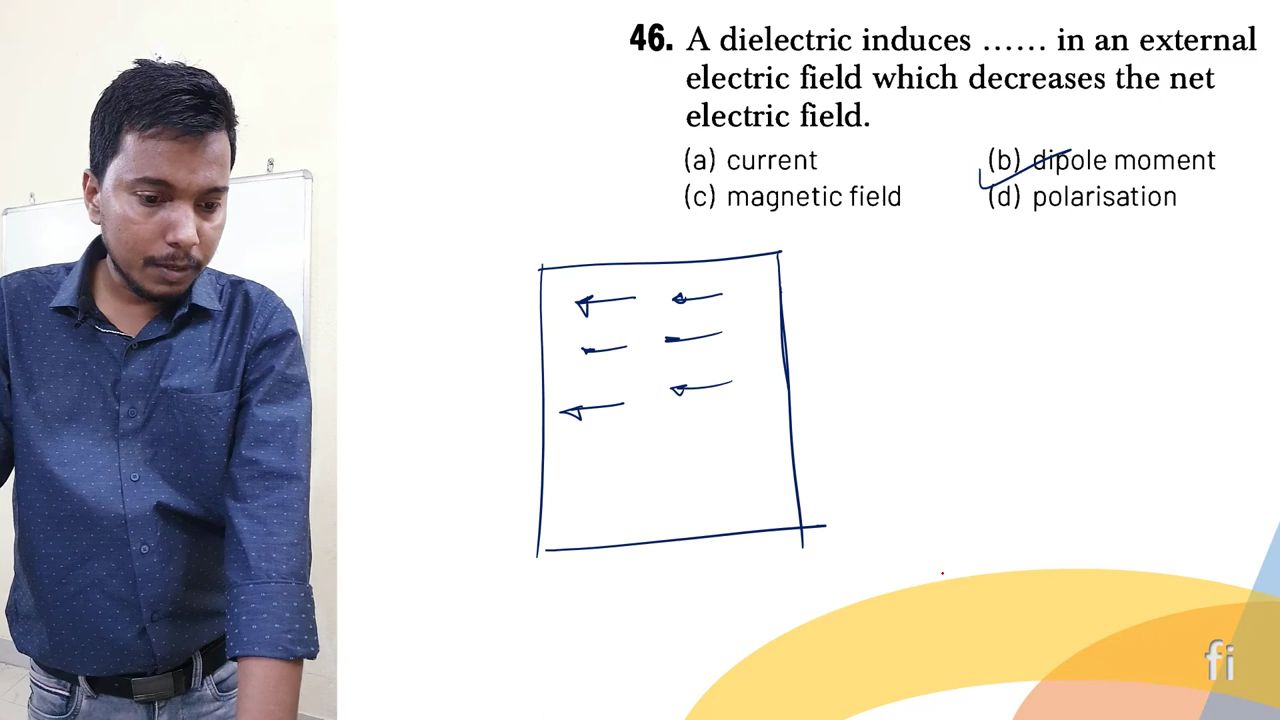 46. A dielectric induces ...... in an external
electric field which decreases the net
electric field.
(a) current (b) dipole moment
(c) magnetic field (d) polarisation
fi